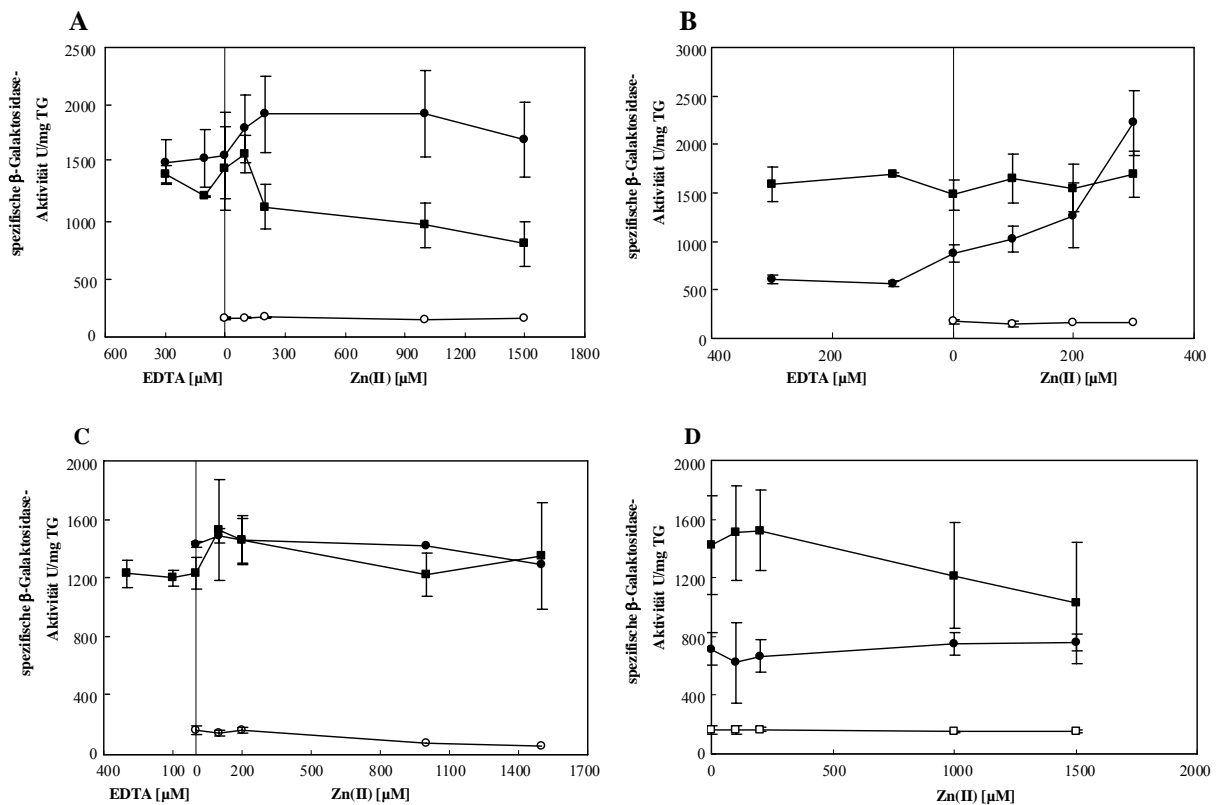 A
spezifische β-Galaktosidase-
Aktivität U/mg TG
2500
2000
1500
1000
500
0
600 300 0 300 600 900 1200 1500 1800
EDTA [µM] Zn(II) [µM]
B
spezifische β-Galaktosidase-
Aktivität U/mg TG
3000
2500
2000
1500
1000
500
0
400 200 0 200 400
EDTA [µM] Zn(II) [µM]
C
spezifische β-Galaktosidase-
Aktivität U/mg TG
2000
1600
1200
800
400
0
400 100 0 200 500 800 1100 1400 1700
EDTA [µM] Zn(II) [µM]
D
spezifische β-Galaktosidase-
Aktivität U/mg TG
2000
1600
1200
800
400
0
0 500 1000 1500 2000
Zn(II) [µM]